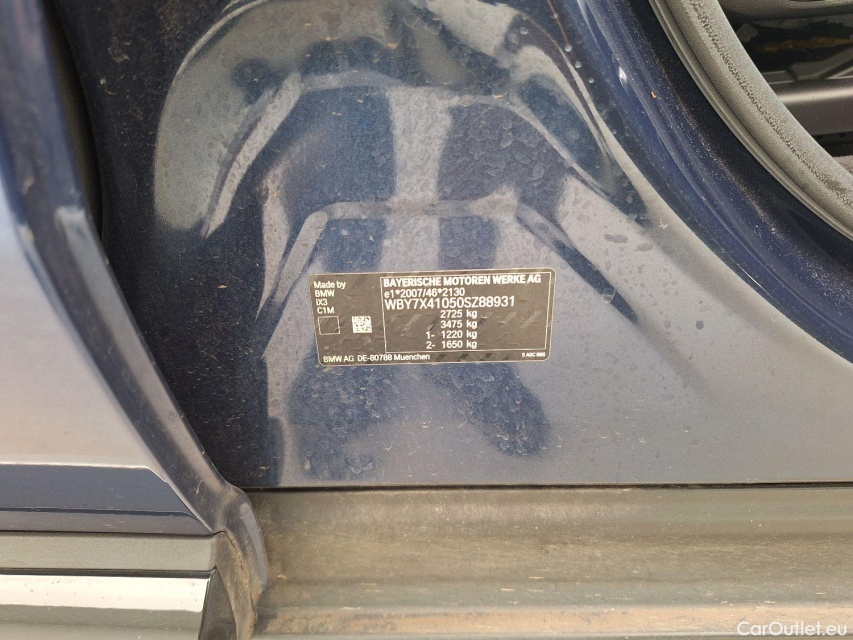 BAYERISCHE MOTOREN WERKE AG
e1*2007/46*2130
WBY7X41050SZ88931
2725 kg
3475 kg
1- 1220 kg
2- 1650 kg
Made by
BMW
IX3
C1M
BMW AG DE-80788 Muenchen
CarOutlet.eu